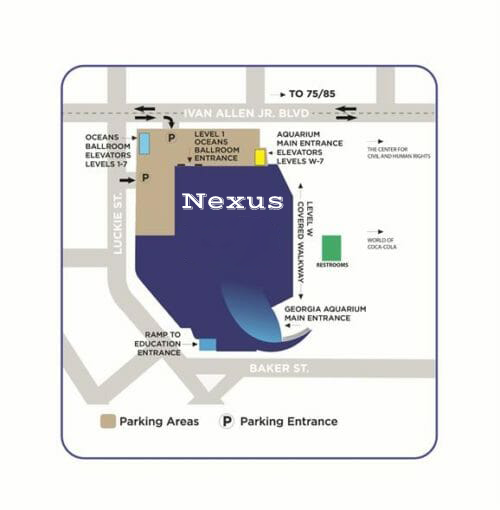 TO 75/85
IVAN ALLEN JR. BLVD
P
OCEANS
BALLROOM
ELEVATORS
LEVELS 1-7
LEVEL 1
OCEANS
BALLROOM
ENTRANCE
AQUARIUM
MAIN ENTRANCE
ELEVATORS
LEVELS W-7
THE CENTER FOR
CIVIL AND HUMAN RIGHTS
P
Nexus
LUCKIE ST.
LEVEL W
COVERED WALKWAY
WORLD OF
COCA-COLA
RESTROOMS
GEORGIA AQUARIUM
MAIN ENTRANCE
RAMP TO
EDUCATION
ENTRANCE
BAKER ST.
Parking Areas
P Parking Entrance